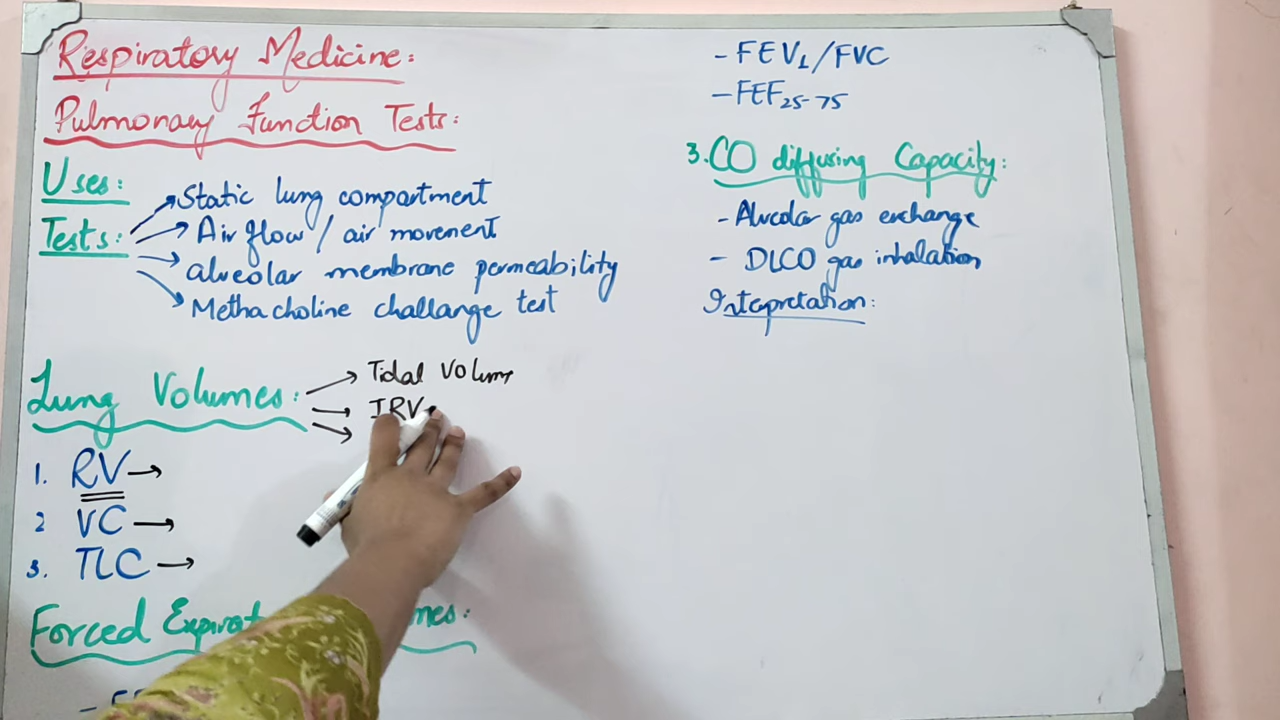 Respiratory Medicine:
Pulmonary Function Tests:
Uses:
Tests:
Static lung compartment
Air flow / air movement
alveolar membrane permeability
Methacholine challange test
Lung Volumes:
Tidal Volume
IRV
1. RV →
2 VC →
3. TLC →
Forced
- FEV1/FVC
- FEF25-75
3. CO diffusing Capacity:
- Alveolar gas exchange
- DLCO gas inhalation
Interpretation: